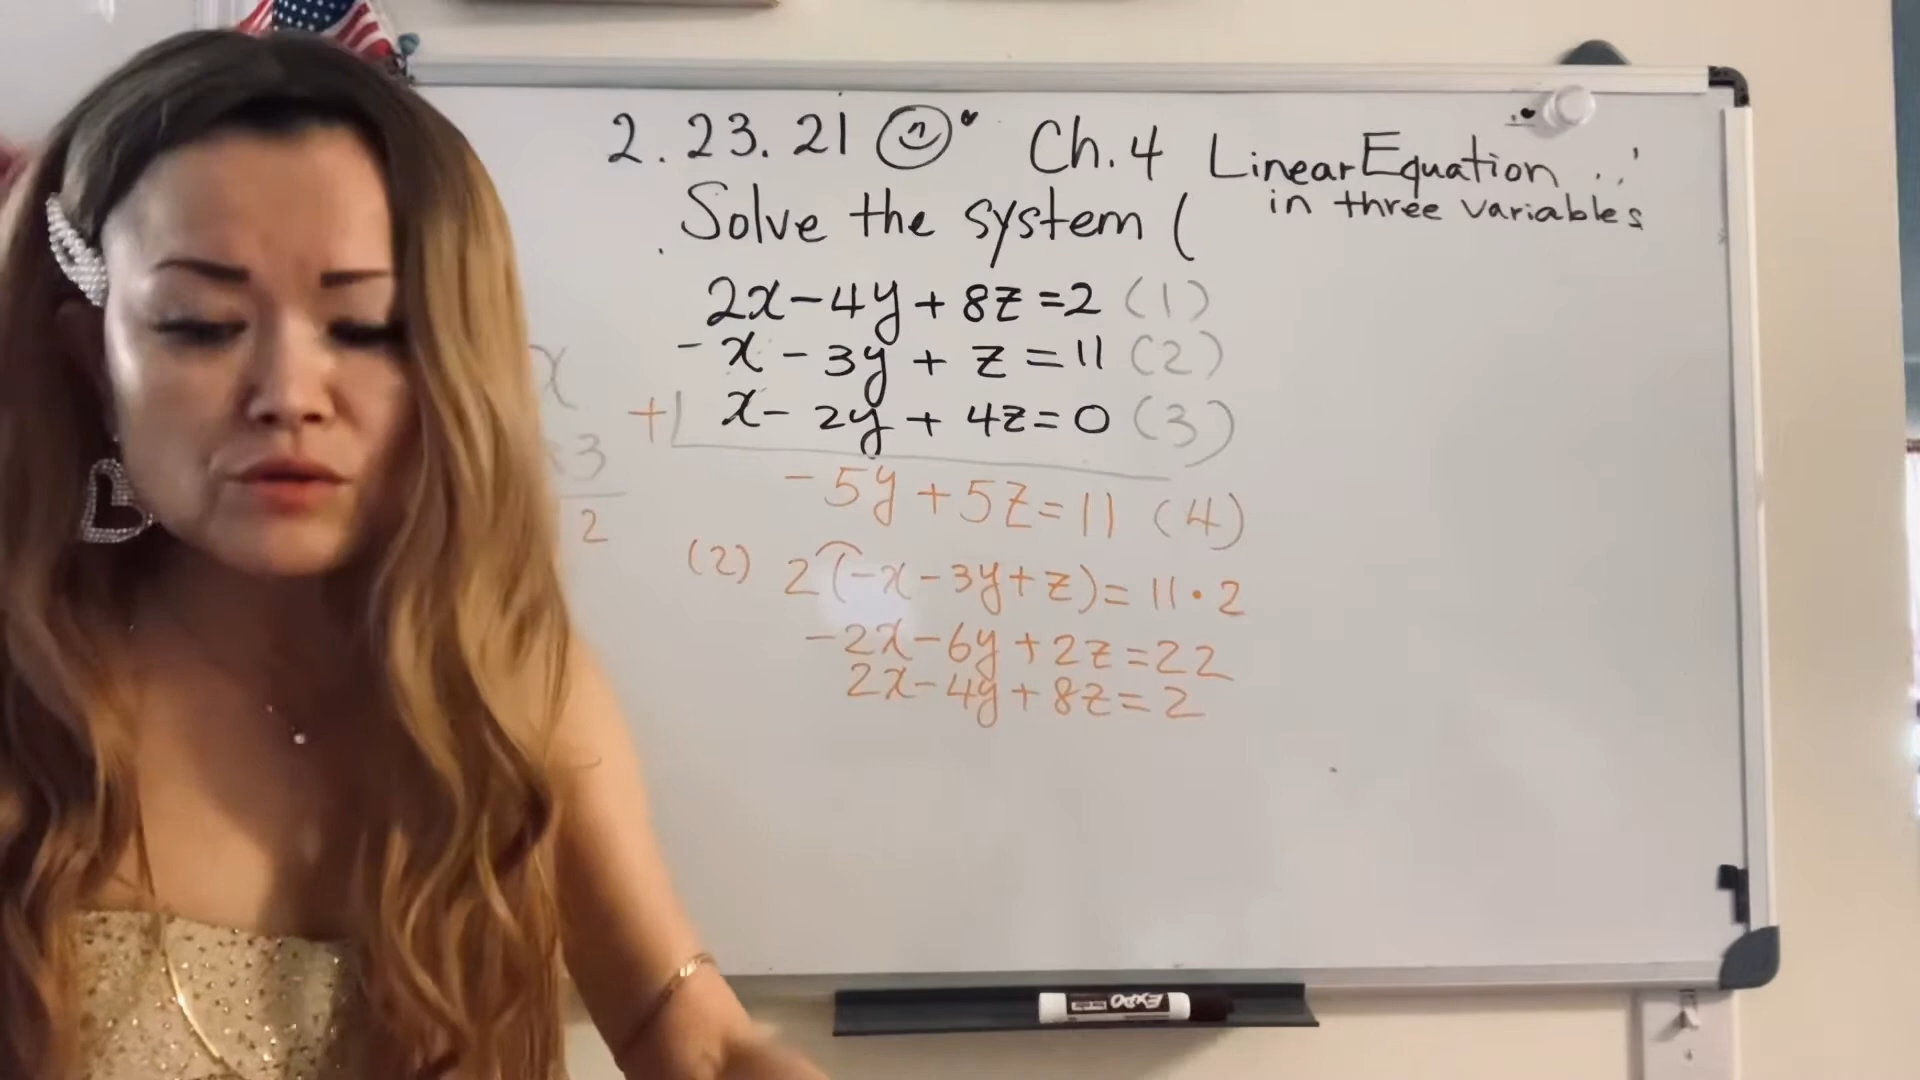 2.23.21 Ch.4 Linear Equation
in three variables
Solve the system (
2x-4y+8z=2 (1)
-x-3y+z=11 (2)
+ x-2y+4z=0 (3)
-5y+5z=11 (4)
(2) 2(-x-3y+z)=11·2
-2x-6y+2z=22
2x-4y+8z=2
x
3
2
EXPO